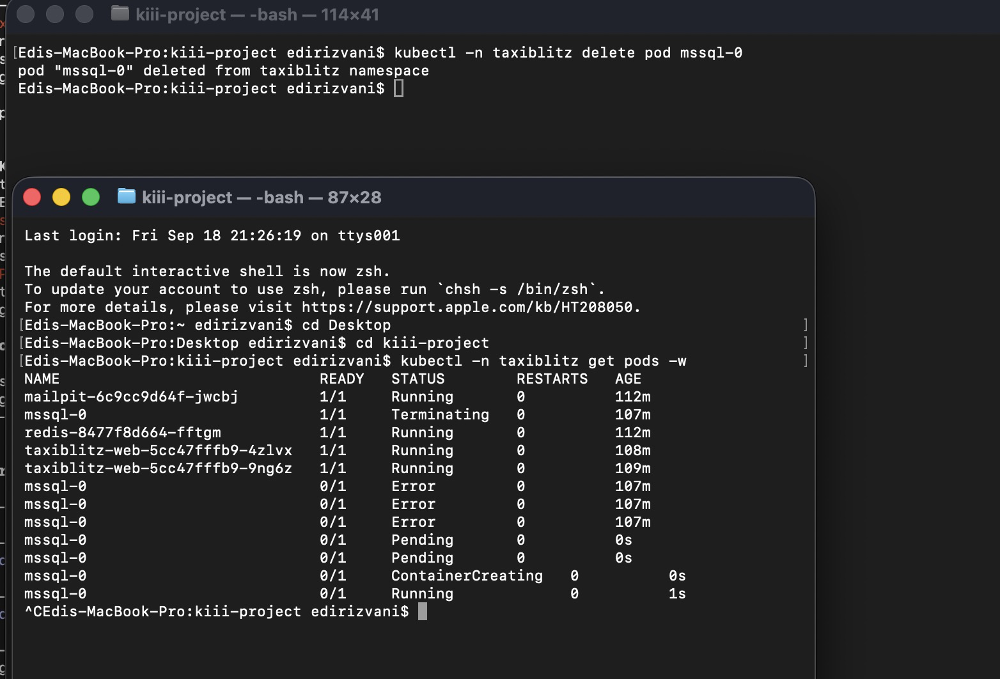 kiii-project — -bash — 114×41
[Edis-MacBook-Pro:kiii-project edirizvani$ kubectl -n taxiblitz delete pod mssql-0
pod "mssql-0" deleted from taxiblitz namespace
Edis-MacBook-Pro:kiii-project edirizvani$
kiii-project — -bash — 87×28
Last login: Fri Sep 18 21:26:19 on ttys001
The default interactive shell is now zsh.
To update your account to use zsh, please run `chsh -s /bin/zsh`.
For more details, please visit https://support.apple.com/kb/HT208050.
[Edis-MacBook-Pro:~ edirizvani$ cd Desktop ]
[Edis-MacBook-Pro:Desktop edirizvani$ cd kiii-project ]
[Edis-MacBook-Pro:kiii-project edirizvani$ kubectl -n taxiblitz get pods -w ]
NAME READY STATUS RESTARTS AGE
mailpit-6c9cc9d64f-jwcbj 1/1 Running 0 112m
mssql-0 1/1 Terminating 0 107m
redis-8477f8d664-fftgm 1/1 Running 0 112m
taxiblitz-web-5cc47fffb9-4zlvx 1/1 Running 0 108m
taxiblitz-web-5cc47fffb9-9ng6z 1/1 Running 0 109m
mssql-0 0/1 Error 0 107m
mssql-0 0/1 Error 0 107m
mssql-0 0/1 Error 0 107m
mssql-0 0/1 Pending 0 0s
mssql-0 0/1 Pending 0 0s
mssql-0 0/1 ContainerCreating 0 0s
mssql-0 0/1 Running 0 1s
^CEdis-MacBook-Pro:kiii-project edirizvani$